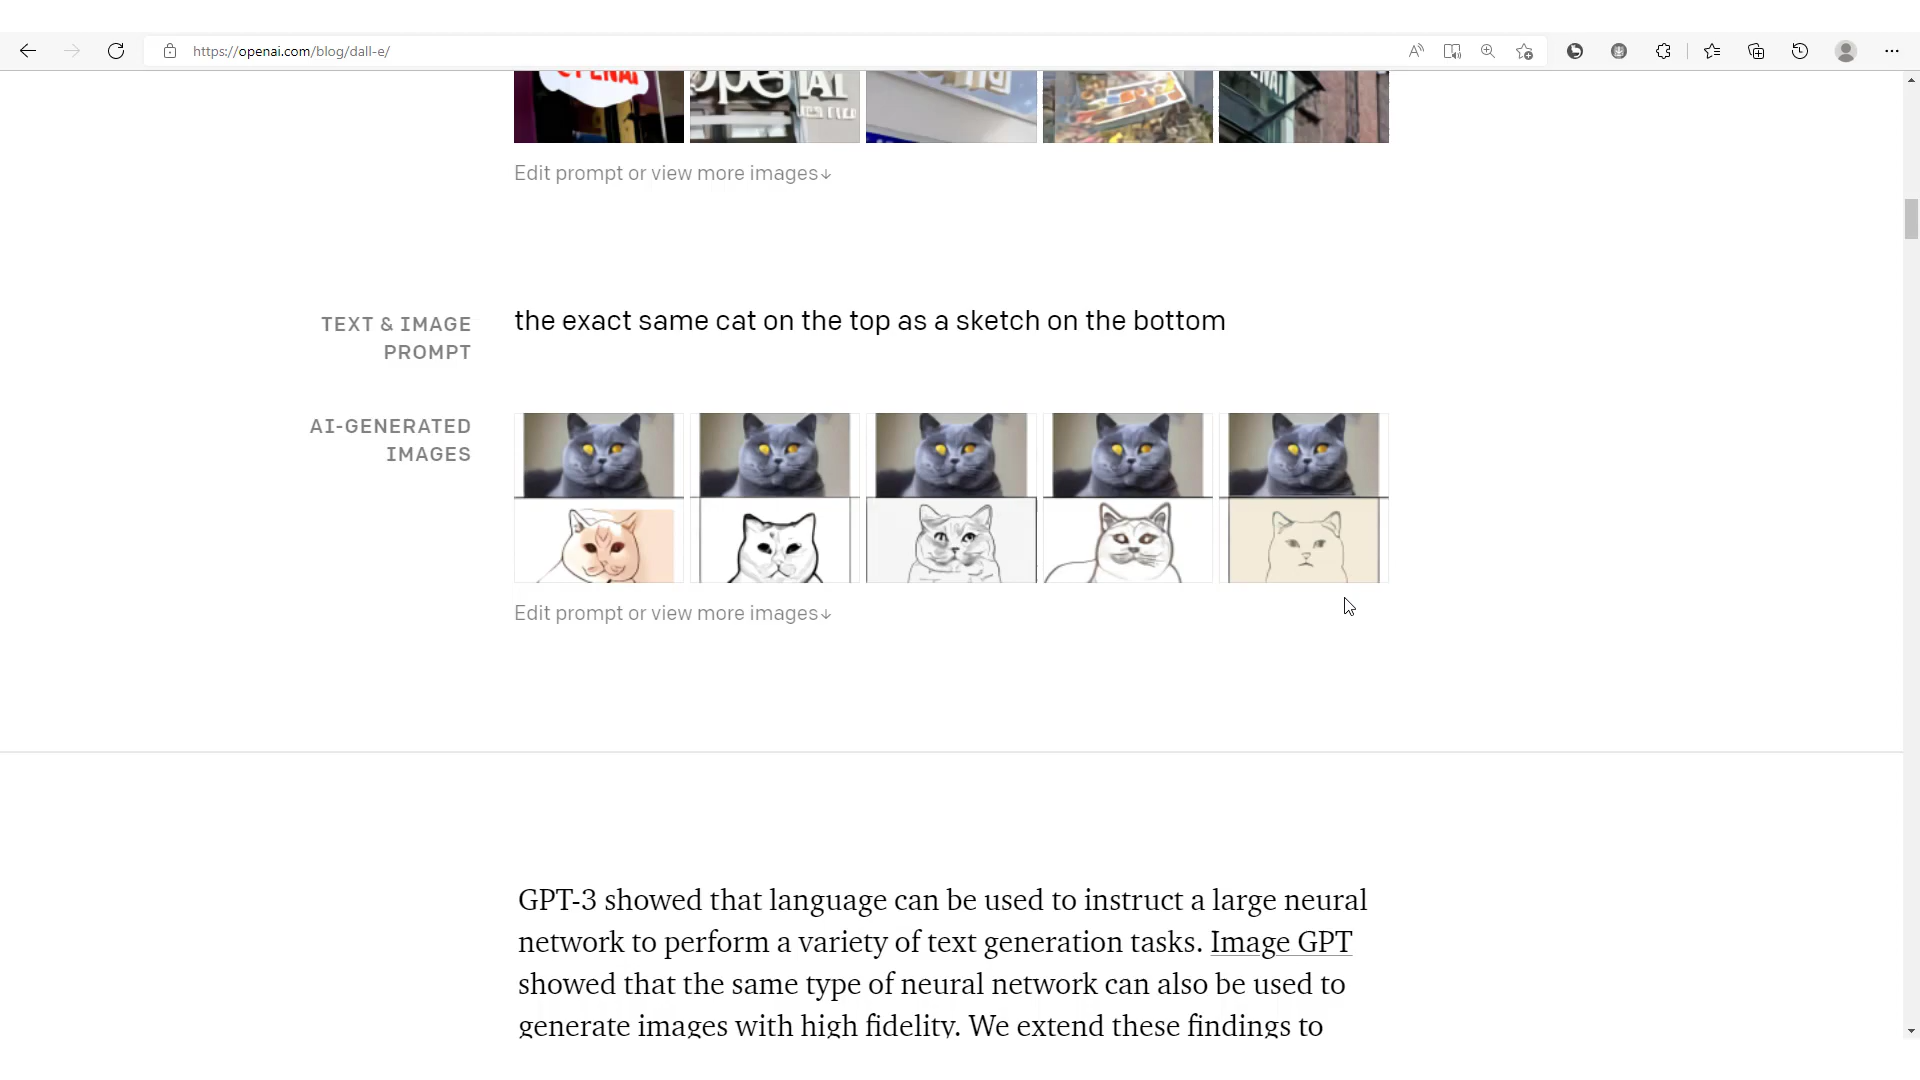 https://openai.com/blog/dall-e/
OPENAI
OpenAI
Edit prompt or view more images↓
TEXT & IMAGE
PROMPT
the exact same cat on the top as a sketch on the bottom
AI-GENERATED
IMAGES
Edit prompt or view more images↓
GPT-3 showed that language can be used to instruct a large neural
network to perform a variety of text generation tasks. Image GPT
showed that the same type of neural network can also be used to
generate images with high fidelity. We extend these findings to